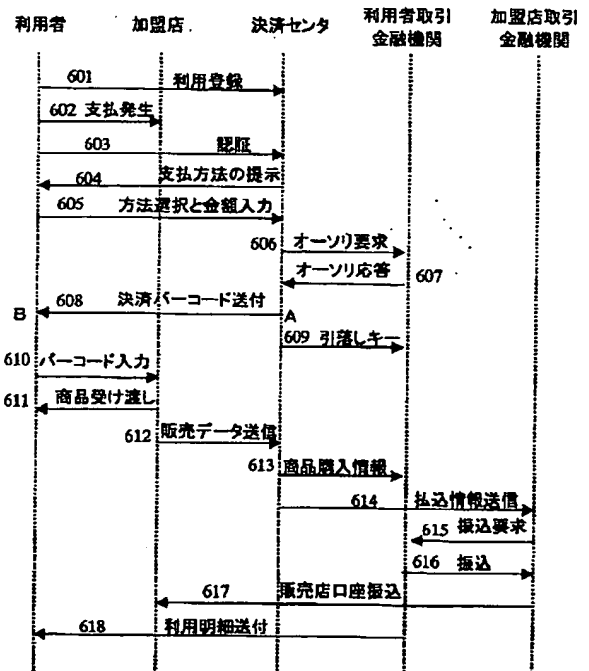 利用者 加盟店 決済センタ 利用者取引 加盟店取引
金融機関 金融機関
601 利用登録
602 支払発生
603 認証
604 支払方法の提示
605 方法選択と金額入力
606 オーソリ要求
オーソリ応答 607
B 608 決済バーコード送付 A
609 引落しキー
610 バーコード入力
611 商品受け渡し
612 販売データ送信
613 商品購入情報
614 払込情報送信
615 振込要求
616 振込
617 販売店口座振込
618 利用明細送付